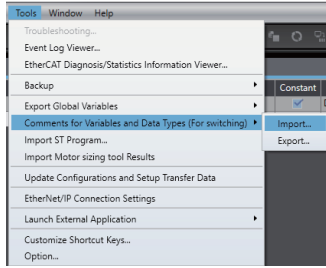 Tools Window Help
Troubleshooting...
Event Log Viewer...
EtherCAT Diagnosis/Statistics Information Viewer...
Backup
Export Global Variables
Comments for Variables and Data Types (For switching)
Import ST Program...
Import Motor sizing tool Results
Update Configurations and Setup Transfer Data
EtherNet/IP Connection Settings
Launch External Application
Customize Shortcut Keys...
Option...
Constant
Import...
Export...